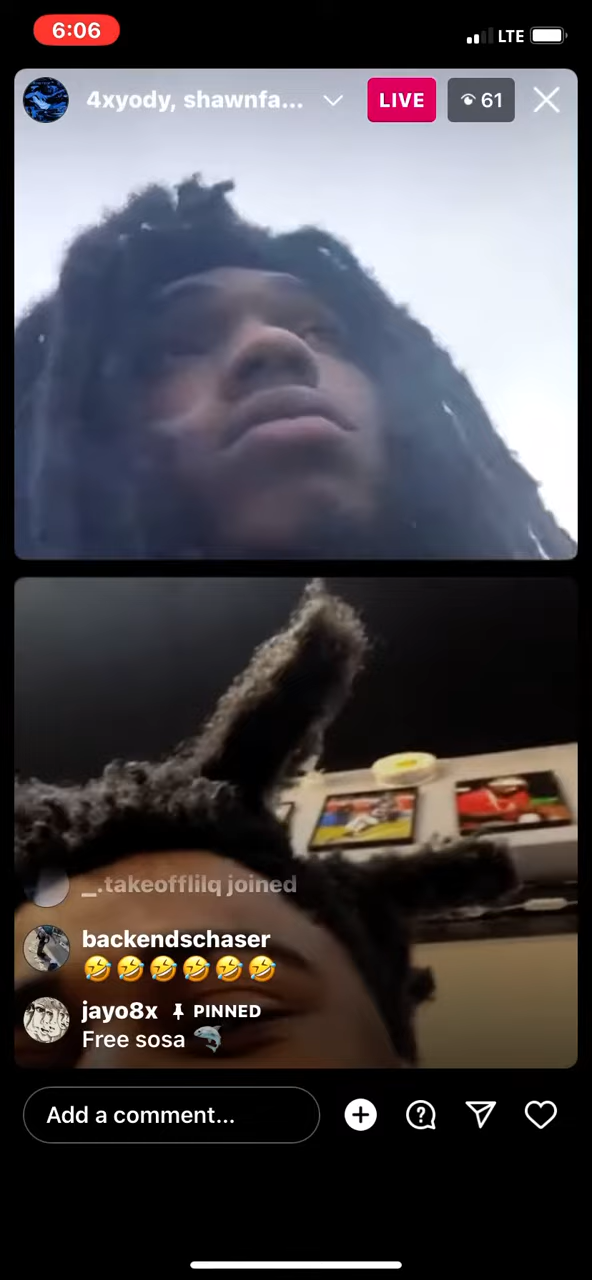 6:06
LTE
4xyody, shawnfa...
LIVE
61
_.takeofflilq joined
backendschaser
🤣🤣🤣🤣🤣🤣
jayo8x PINNED
Free sosa 🐬
Add a comment...